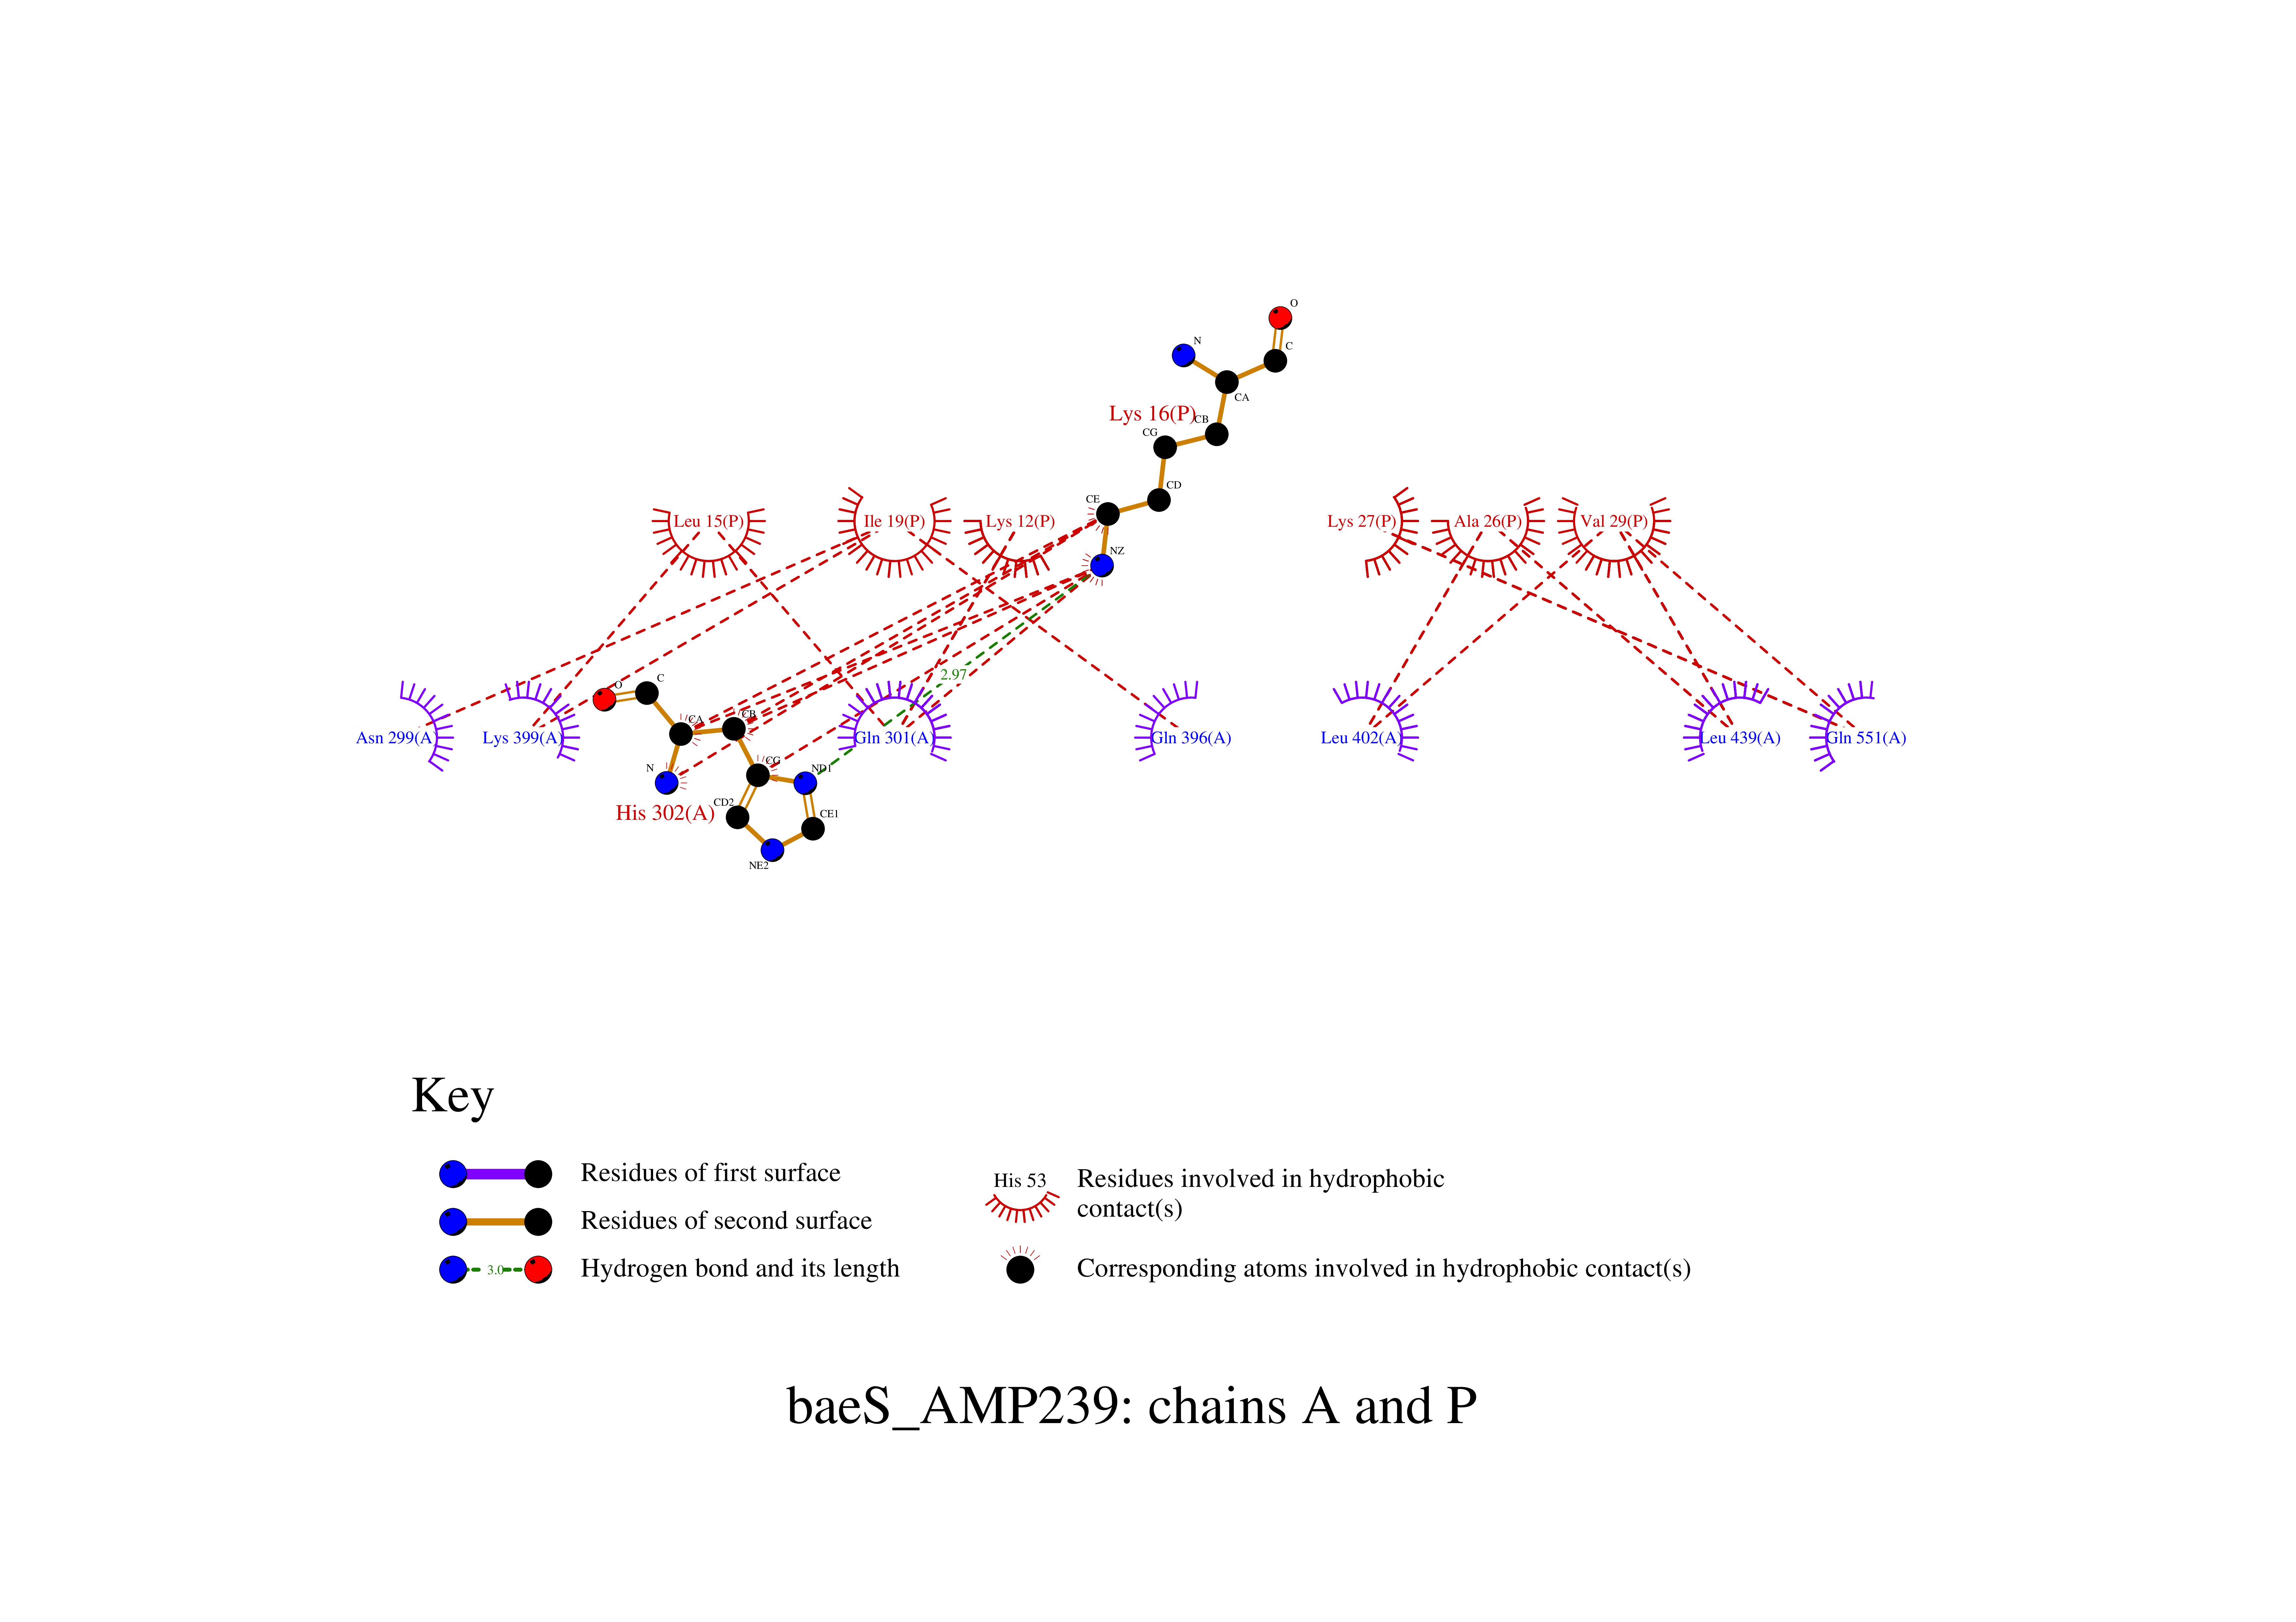 O
N
C
CA
Lys 16(P)
CB
CG
CD
CE
NZ
Leu 15(P)
Ile 19(P)
Lys 12(P)
Lys 27(P)
Ala 26(P)
Val 29(P)
2.97
O
C
CA
CB
Asn 299(A)
Lys 399(A)
Gln 301(A)
Gln 396(A)
Leu 402(A)
Leu 439(A)
Gln 551(A)
N
CG
ND1
CD2
His 302(A)
CE1
NE2
Key
Residues of first surface
Residues of second surface
3.0
Hydrogen bond and its length
His 53
Residues involved in hydrophobic
contact(s)
Corresponding atoms involved in hydrophobic contact(s)
baeS_AMP239: chains A and P